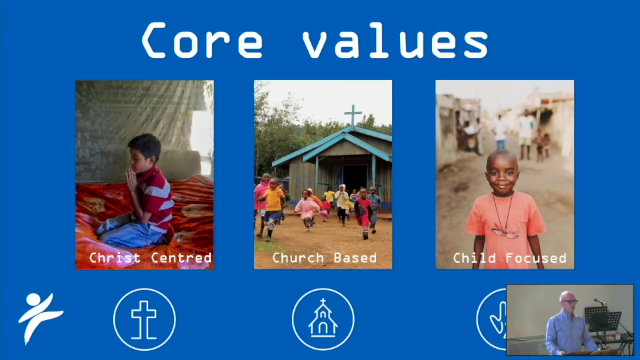 Core values
Christ Centred
Church Based
Child Focused